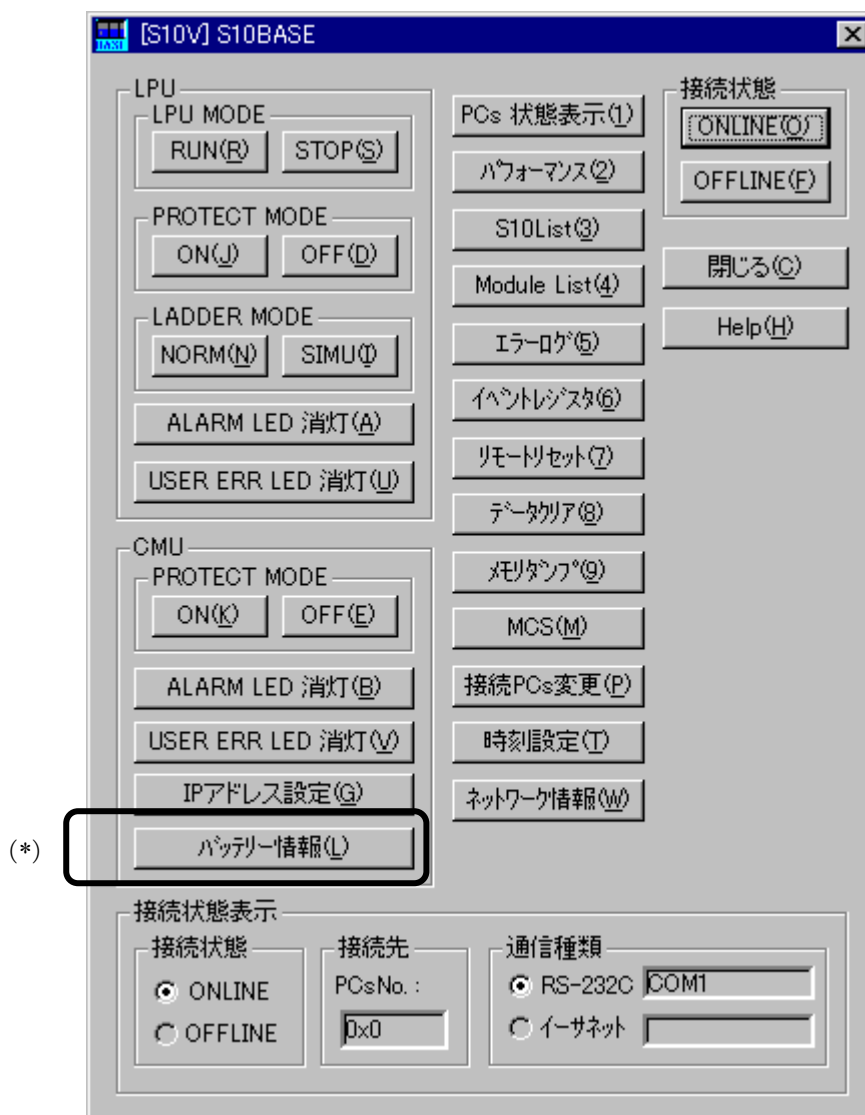 [S10V] S10BASE
LPU
LPU MODE
RUN(R) STOP(S)
PROTECT MODE
ON(J) OFF(D)
LADDER MODE
NORM(N) SIMU(I)
ALARM LED 消灯(A)
USER ERR LED 消灯(U)
CMU
PROTECT MODE
ON(K) OFF(E)
ALARM LED 消灯(B)
USER ERR LED 消灯(V)
IPアドレス設定(G)
(*)
ﾊﾞｯﾃﾘｰ情報(L)
PCs 状態表示(1)
ﾊﾟﾌｫｰﾏﾝｽ(2)
S10List(3)
Module List(4)
ｴﾗｰﾛｸﾞ(5)
ｲﾍﾞﾝﾄﾚｼﾞｽﾀ(6)
ﾘﾓｰﾄﾘｾｯﾄ(7)
ﾃﾞｰﾀｸﾘｱ(8)
ﾒﾓﾘﾀﾞﾝﾌﾟ(9)
MCS(M)
接続PCs変更(P)
時刻設定(T)
ﾈｯﾄﾜｰｸ情報(W)
接続状態
ONLINE(O)
OFFLINE(F)
閉じる(C)
Help(H)
接続状態表示
接続状態
ONLINE
OFFLINE
接続先
PCsNo. :
0x0
通信種類
RS-232C COM1
ｲｰｻﾈｯﾄ